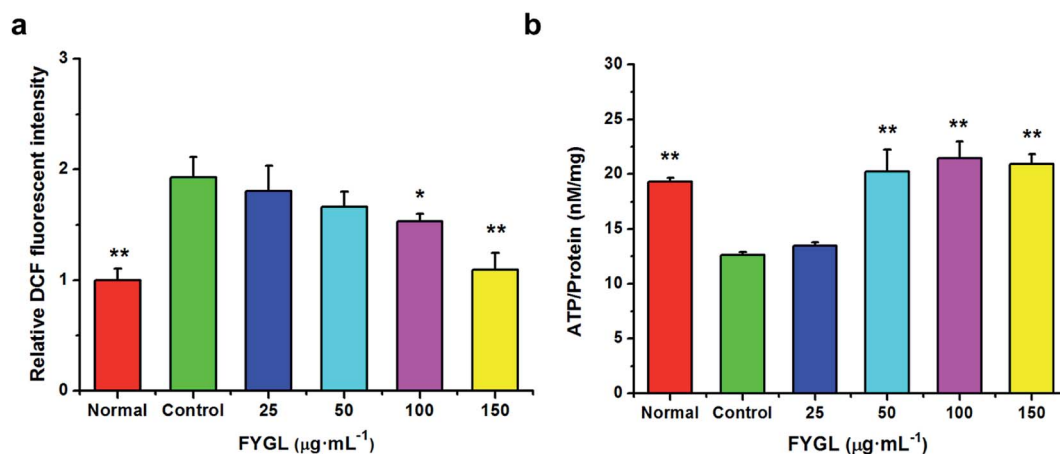 a
3
2
1
0
Relative DCF fluorescent intensity
**
*
**
Normal Control 25 50 100 150
FYGL (μg·mL⁻¹)
b
30
25
20
15
10
5
0
ATP/Protein (nM/mg)
**
**
**
**
Normal Control 25 50 100 150
FYGL (μg·mL⁻¹)